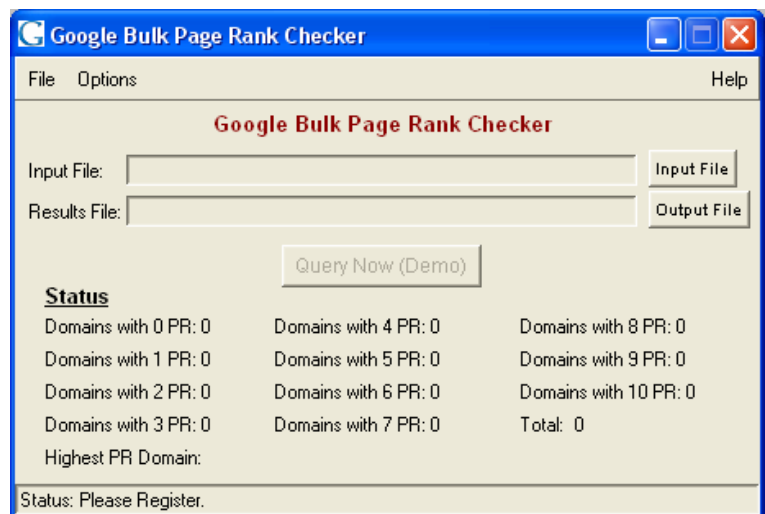 Google Bulk Page Rank Checker
File Options Help
Google Bulk Page Rank Checker
Input File: Input File
Results File: Output File
Query Now (Demo)
Status
Domains with 0 PR: 0 Domains with 4 PR: 0 Domains with 8 PR: 0
Domains with 1 PR: 0 Domains with 5 PR: 0 Domains with 9 PR: 0
Domains with 2 PR: 0 Domains with 6 PR: 0 Domains with 10 PR: 0
Domains with 3 PR: 0 Domains with 7 PR: 0 Total: 0
Highest PR Domain:
Status: Please Register.